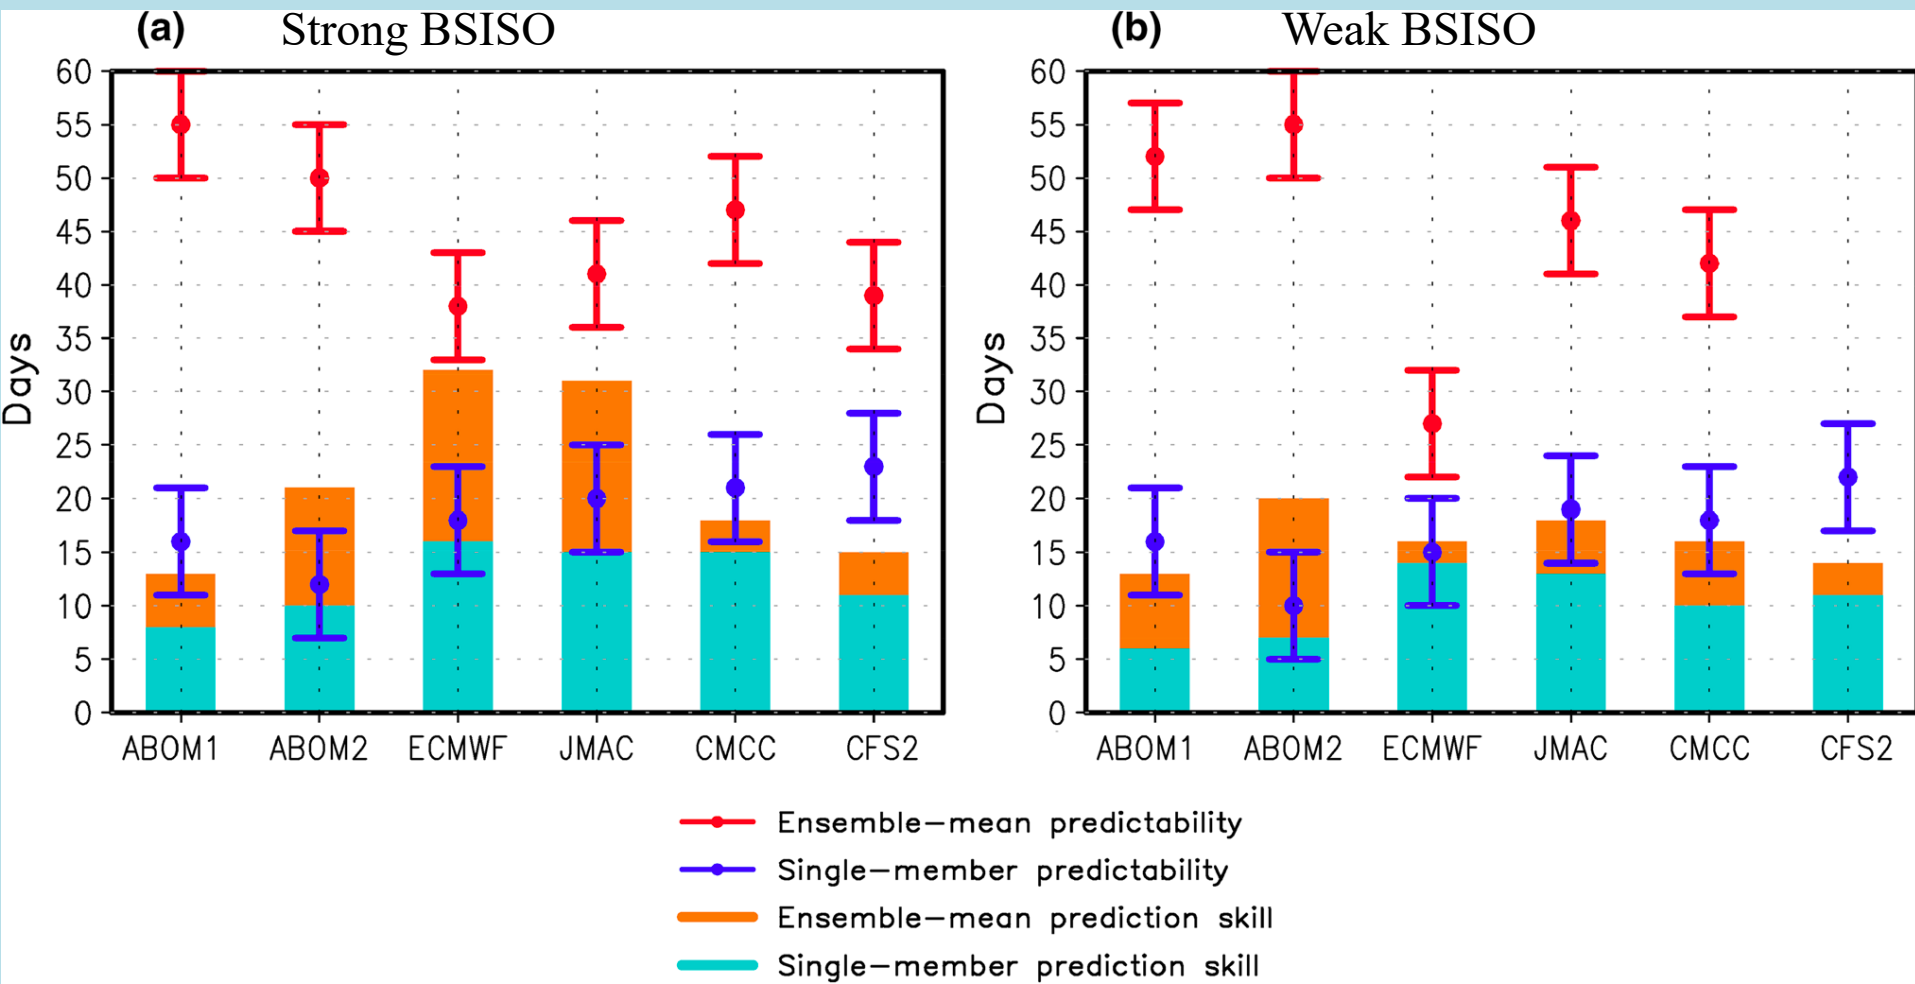 (a) Strong BSISO
60
55
50
45
40
35
30
25
20
15
10
5
0
Days
ABOM1 ABOM2 ECMWF JMAC CMCC CFS2
(b) Weak BSISO
60
55
50
45
40
35
30
25
20
15
10
5
0
Days
ABOM1 ABOM2 ECMWF JMAC CMCC CFS2
Ensemble-mean predictability
Single-member predictability
Ensemble-mean prediction skill
Single-member prediction skill